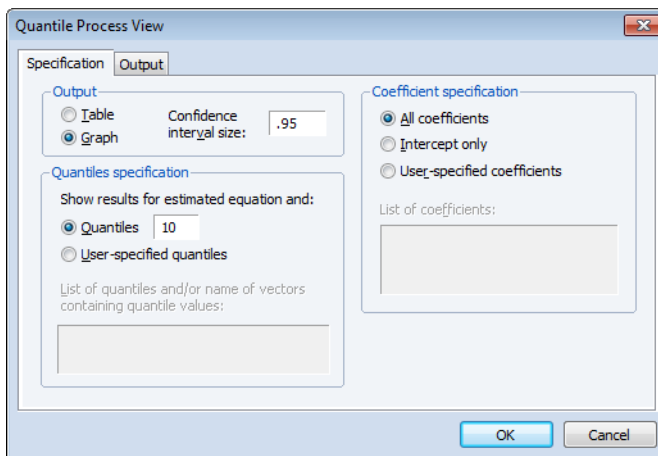 Quantile Process View
Specification
Output
Output
Table
Graph
Confidence
interval size:
.95
Quantiles specification
Show results for estimated equation and:
Quantiles
10
User-specified quantiles
List of quantiles and/or name of vectors
containing quantile values:
Coefficient specification
All coefficients
Intercept only
User-specified coefficients
List of coefficients:
OK
Cancel